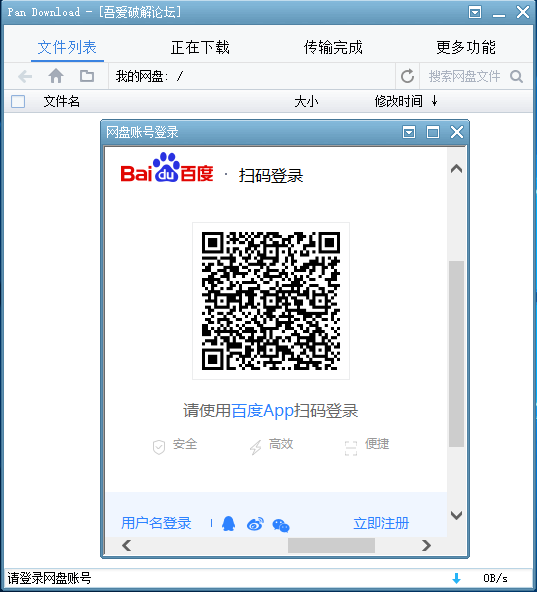 Pan Download - [吾爱破解论坛]
文件列表 正在下载 传输完成 更多功能
我的网盘: / 搜索网盘文件
文件名 大小 修改时间 ↓
网盘账号登录
Bai du 百度 · 扫码登录
请使用百度App扫码登录
安全 高效 便捷
用户名登录 | 立即注册
请登录网盘账号 0B/s